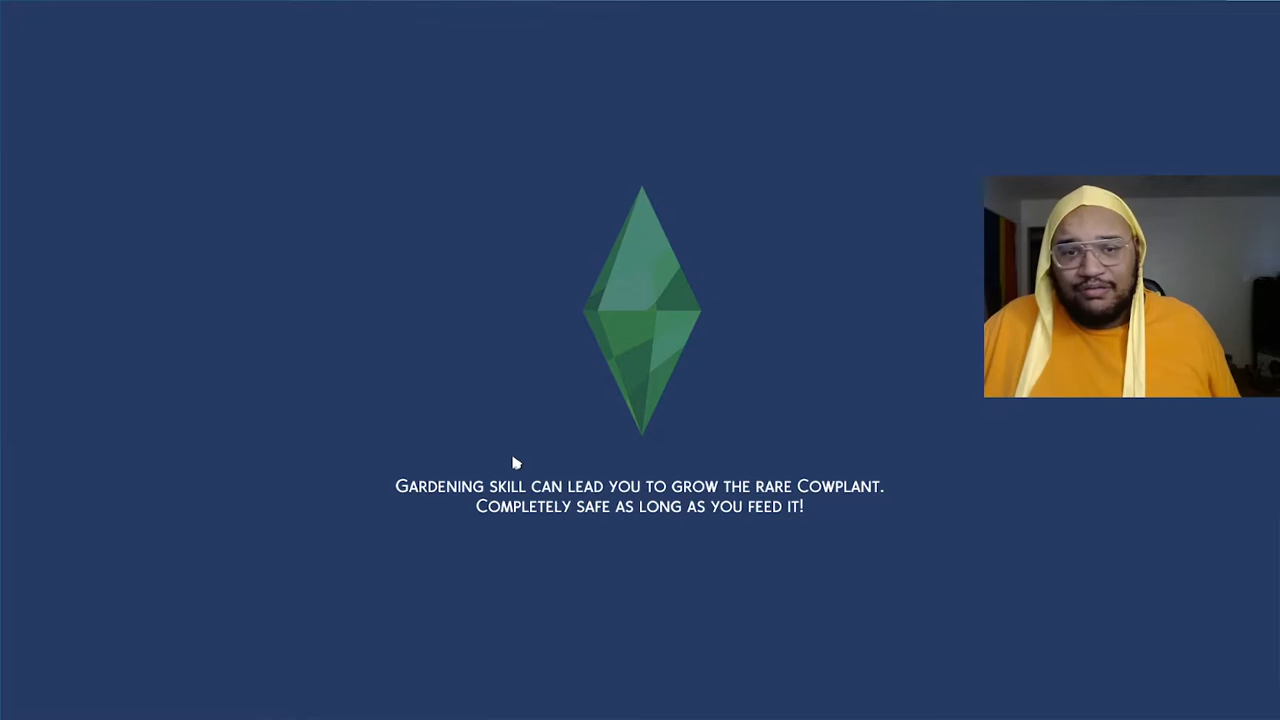 Gardening skill can lead you to grow the rare Cowplant.
Completely safe as long as you feed it!